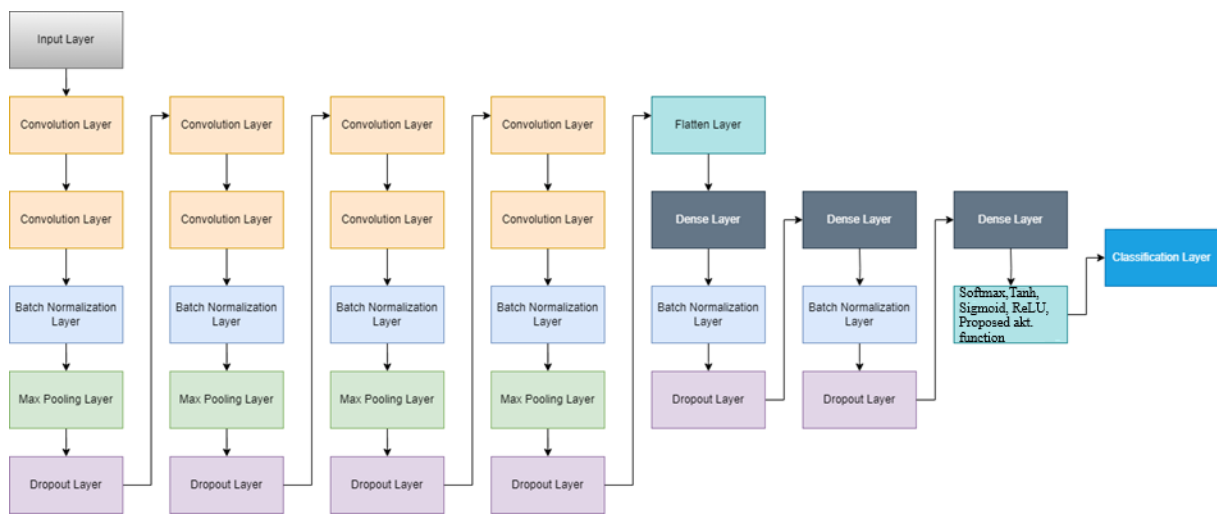 Input Layer
Convolution Layer
Convolution Layer
Batch Normalization
Layer
Max Pooling Layer
Dropout Layer
Convolution Layer
Convolution Layer
Batch Normalization
Layer
Max Pooling Layer
Dropout Layer
Convolution Layer
Convolution Layer
Batch Normalization
Layer
Max Pooling Layer
Dropout Layer
Convolution Layer
Convolution Layer
Batch Normalization
Layer
Max Pooling Layer
Dropout Layer
Flatten Layer
Dense Layer
Batch Normalization
Layer
Dropout Layer
Dense Layer
Batch Normalization
Layer
Dropout Layer
Dense Layer
Softmax,Tanh,
Sigmoid, ReLU,
Proposed akt.
function
Classification Layer